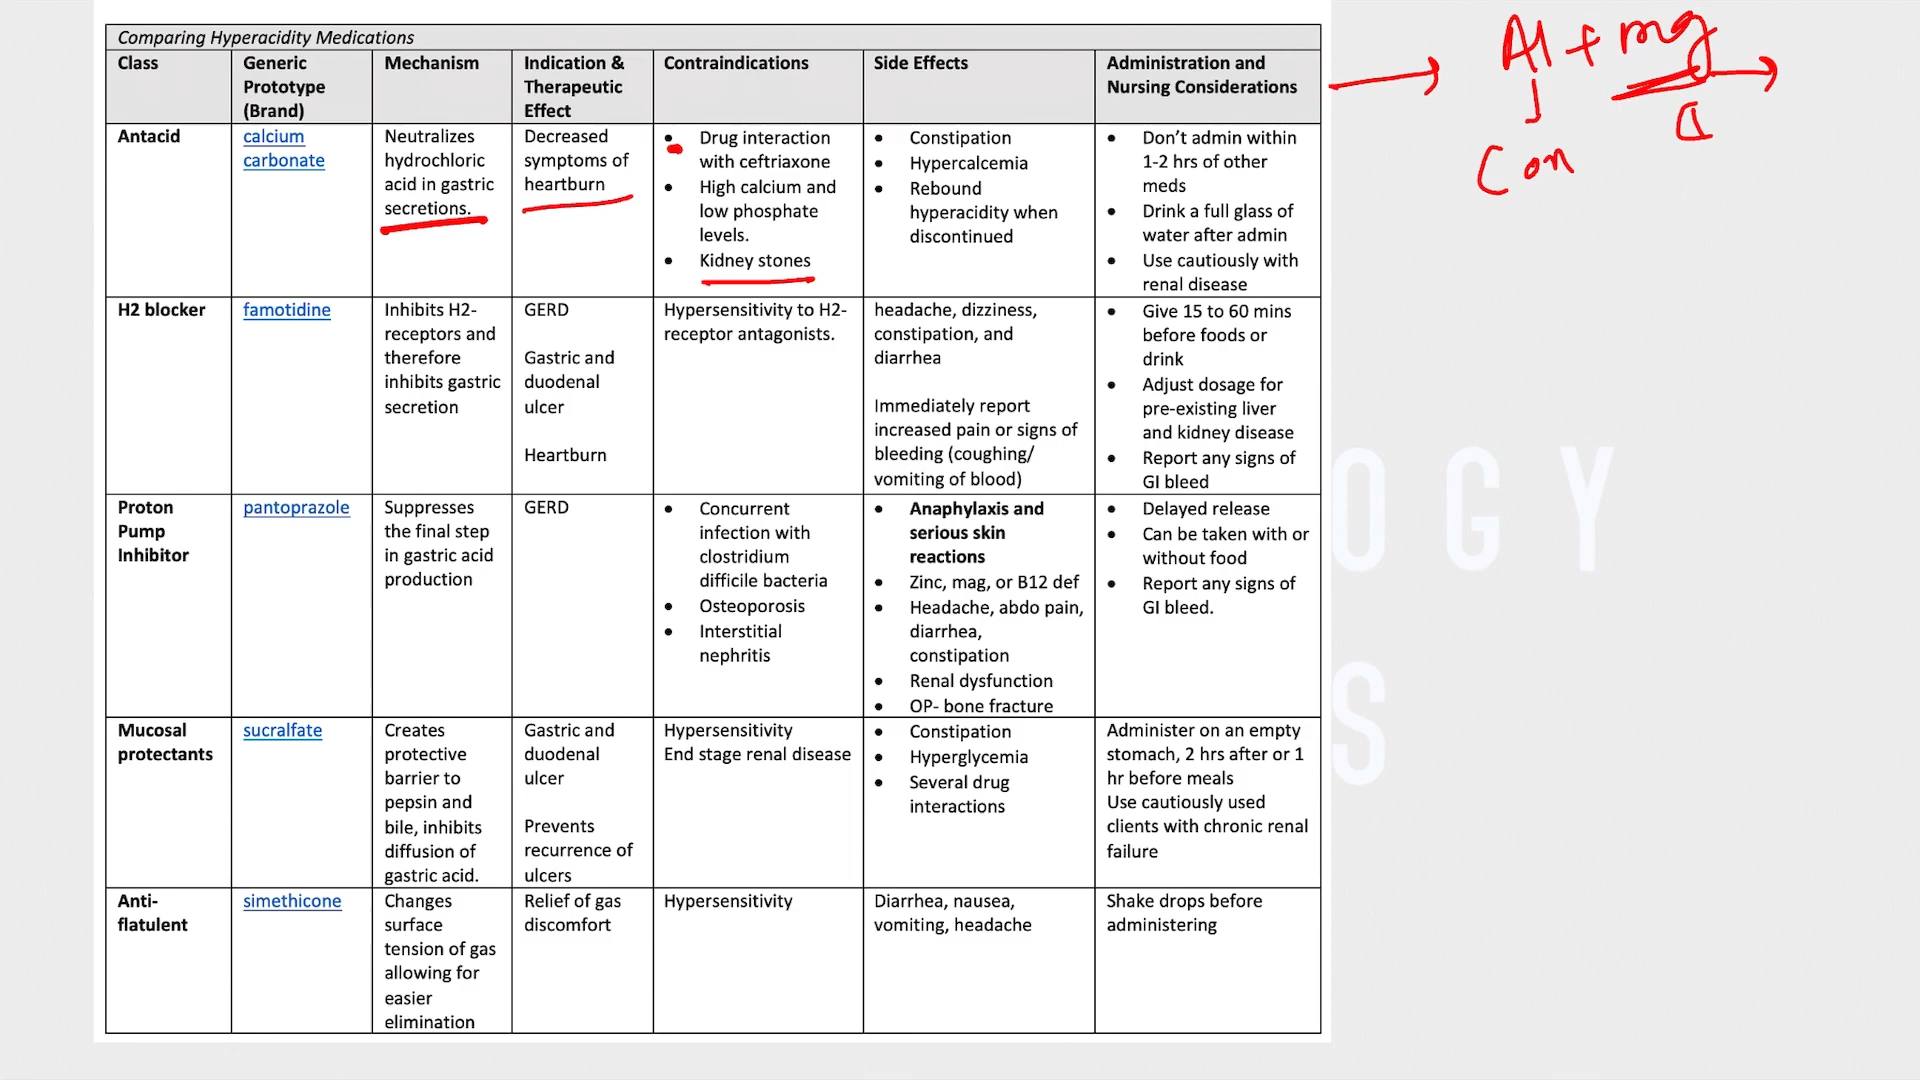 Comparing Hyperacidity Medications
Class
Generic
Prototype
(Brand)
Mechanism
Indication &
Therapeutic
Effect
Contraindications
Side Effects
Administration and
Nursing Considerations
Antacid
calcium
carbonate
Neutralizes
hydrochloric
acid in gastric
secretions.
Decreased
symptoms of
heartburn
• Drug interaction
with ceftriaxone
• High calcium and
low phosphate
levels.
• Kidney stones
• Constipation
• Hypercalcemia
• Rebound
hyperacidity when
discontinued
• Don’t admin within
1-2 hrs of other
meds
• Drink a full glass of
water after admin
• Use cautiously with
renal disease
H2 blocker
famotidine
Inhibits H2-
receptors and
therefore
inhibits gastric
secretion
GERD
Gastric and
duodenal
ulcer
Heartburn
Hypersensitivity to H2-
receptor antagonists.
headache, dizziness,
constipation, and
diarrhea
Immediately report
increased pain or signs of
bleeding (coughing/
vomiting of blood)
• Give 15 to 60 mins
before foods or
drink
• Adjust dosage for
pre-existing liver
and kidney disease
• Report any signs of
GI bleed
Proton
Pump
Inhibitor
pantoprazole
Suppresses
the final step
in gastric acid
production
GERD
• Concurrent
infection with
clostridium
difficile bacteria
• Osteoporosis
• Interstitial
nephritis
• Anaphylaxis and
serious skin
reactions
• Zinc, mag, or B12 def
• Headache, abdo pain,
diarrhea,
constipation
• Renal dysfunction
• OP- bone fracture
• Delayed release
• Can be taken with or
without food
• Report any signs of
GI bleed.
Mucosal
protectants
sucralfate
Creates
protective
barrier to
pepsin and
bile, inhibits
diffusion of
gastric acid.
Gastric and
duodenal
ulcer
Prevents
recurrence of
ulcers
Hypersensitivity
End stage renal disease
• Constipation
• Hyperglycemia
• Several drug
interactions
Administer on an empty
stomach, 2 hrs after or 1
hr before meals
Use cautiously used
clients with chronic renal
failure
Anti-
flatulent
simethicone
Changes
surface
tension of gas
allowing for
easier
elimination
Relief of gas
discomfort
Hypersensitivity
Diarrhea, nausea,
vomiting, headache
Shake drops before
administering
Al + mg
Con
OGY
S